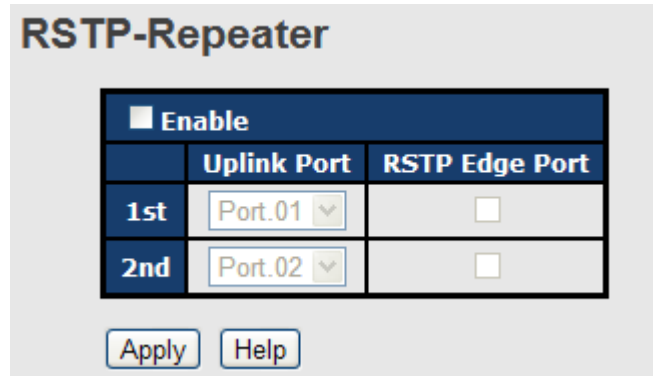 RSTP-Repeater
Enable
Uplink Port RSTP Edge Port
1st Port.01
2nd Port.02
Apply Help